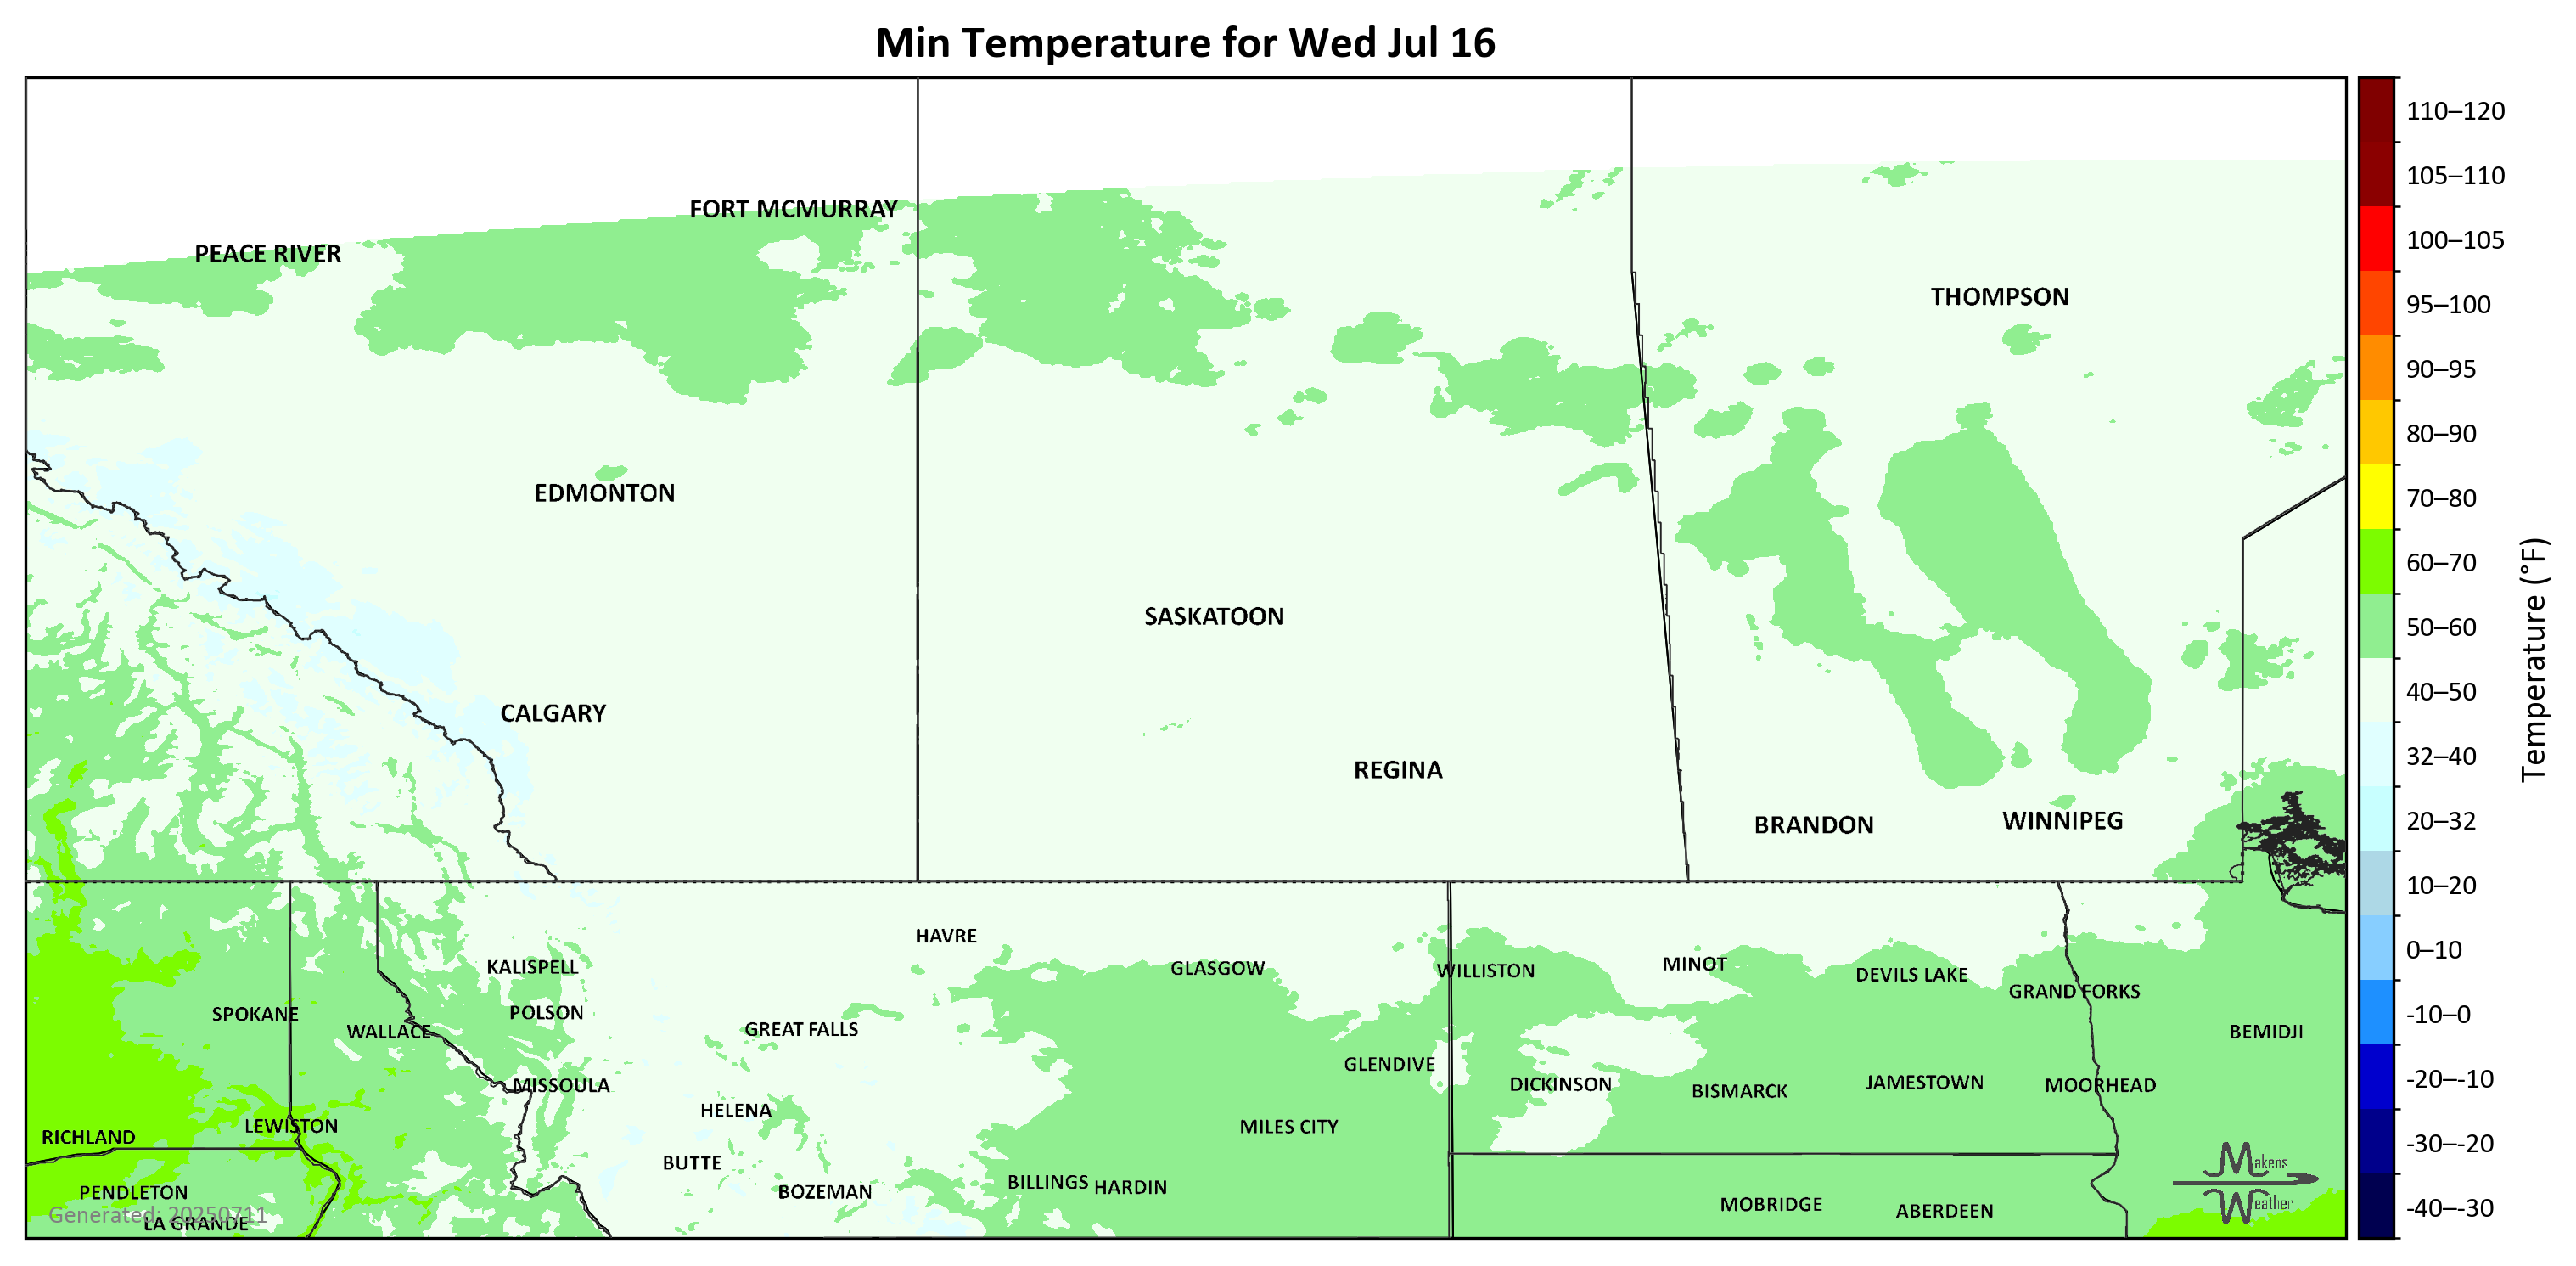 Min Temperature for Wed Jul 16
FORT MCMURRAY
PEACE RIVER
THOMPSON
EDMONTON
SASKATOON
CALGARY
REGINA
BRANDON
WINNIPEG
HAVRE
KALISPELL
GLASGOW
WILLISTON
MINOT
DEVILS LAKE
GRAND FORKS
SPOKANE
POLSON
WALLACE
GREAT FALLS
BEMIDJI
GLENDIVE
MISSOULA
DICKINSON
BISMARCK
JAMESTOWN
MOORHEAD
HELENA
LEWISTON
MILES CITY
RICHLAND
BUTTE
BILLINGS
HARDIN
BOZEMAN
PENDLETON
MOBRIDGE
ABERDEEN
Generated: 20250711
LA GRANDE
Makens
Weather
110–120
105–110
100–105
95–100
90–95
80–90
70–80
60–70
50–60
40–50
32–40
20–32
10–20
0–10
-10–0
-20–-10
-30–-20
-40–-30
Temperature (°F)